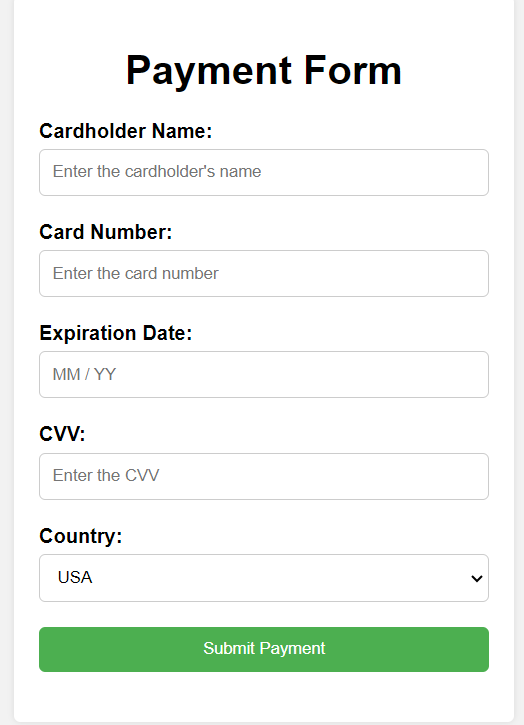 Payment Form
Cardholder Name:
Enter the cardholder's name
Card Number:
Enter the card number
Expiration Date:
MM / YY
CVV:
Enter the CVV
Country:
USA
Submit Payment